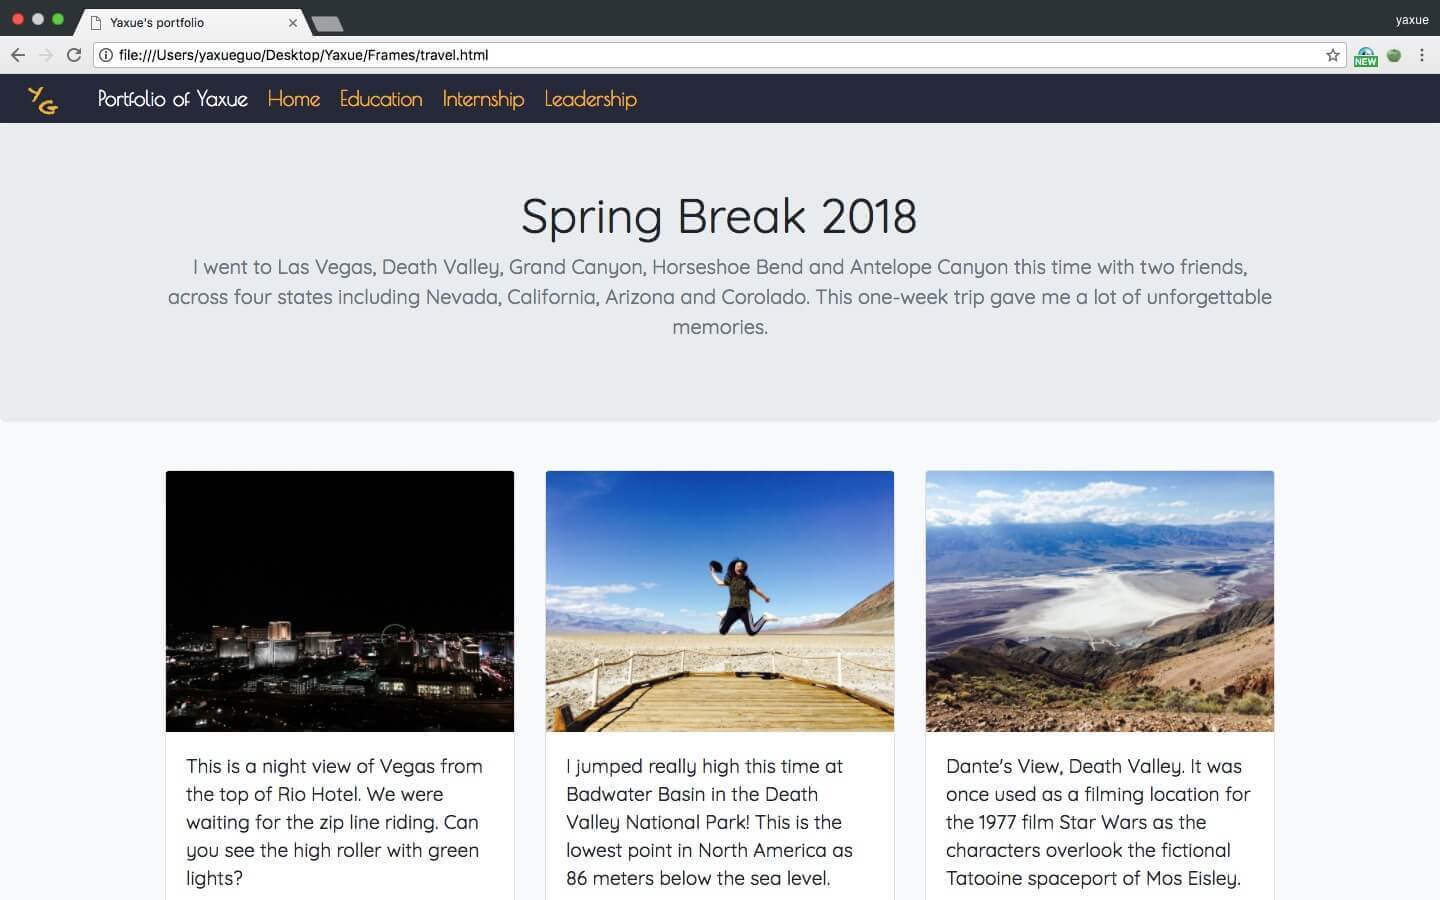 Yaxue's portfolio
yaxue
file:///Users/yaxueguo/Desktop/Yaxue/Frames/travel.html
NEW
YG
Portfolio of Yaxue Home Education Internship Leadership
Spring Break 2018
I went to Las Vegas, Death Valley, Grand Canyon, Horseshoe Bend and Antelope Canyon this time with two friends,
across four states including Nevada, California, Arizona and Corolado. This one-week trip gave me a lot of unforgettable
memories.
This is a night view of Vegas from
the top of Rio Hotel. We were
waiting for the zip line riding. Can
you see the high roller with green
lights?
I jumped really high this time at
Badwater Basin in the Death
Valley National Park! This is the
lowest point in North America as
86 meters below the sea level.
Dante's View, Death Valley. It was
once used as a filming location for
the 1977 film Star Wars as the
characters overlook the fictional
Tatooine spaceport of Mos Eisley.